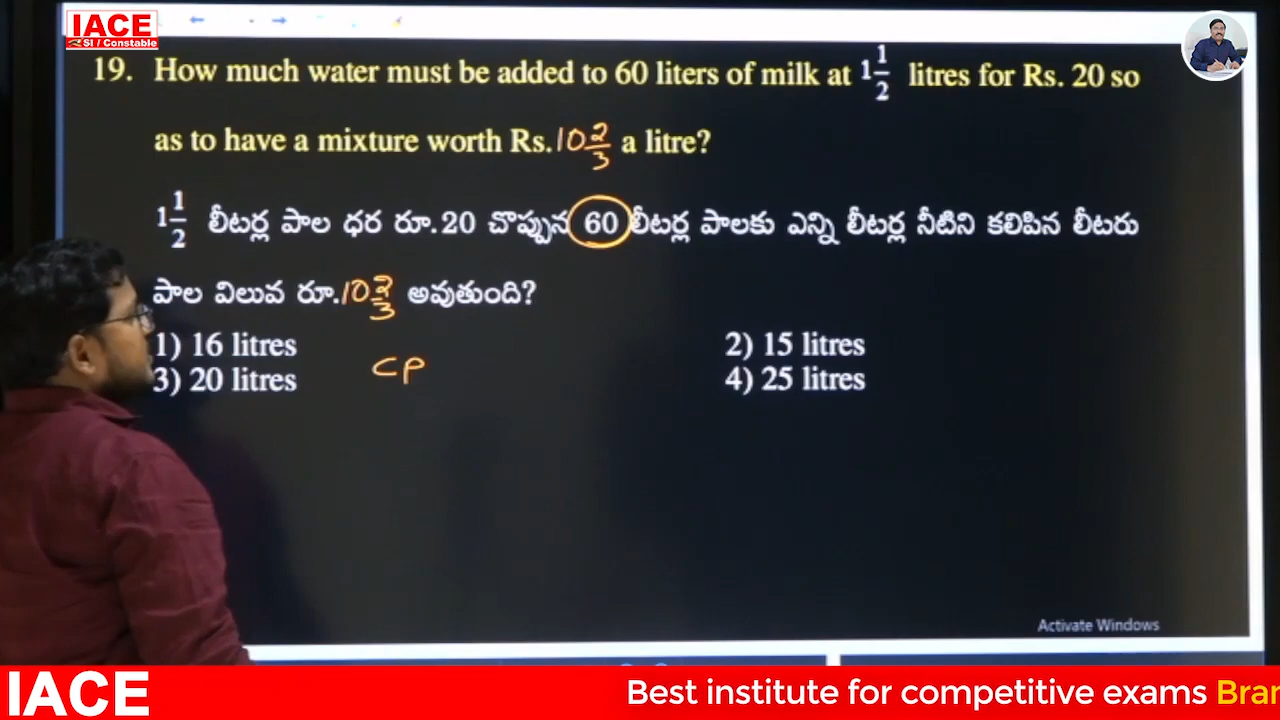 IACE
SI / Constable
19. How much water must be added to 60 liters of milk at 1 1/2 litres for Rs. 20 so
as to have a mixture worth Rs.10 2/3 a litre?
1 1/2 లీటర్ల పాల ధర రూ.20 చొప్పున 60 లీటర్ల పాలకు ఎన్ని లీటర్ల నీటిని కలిపిన లీటరు
పాల విలువ రూ.10 2/3 అవుతుంది?
1) 16 litres 2) 15 litres
3) 20 litres 4) 25 litres
CP
Activate Windows
IACE Best institute for competitive exams Bran